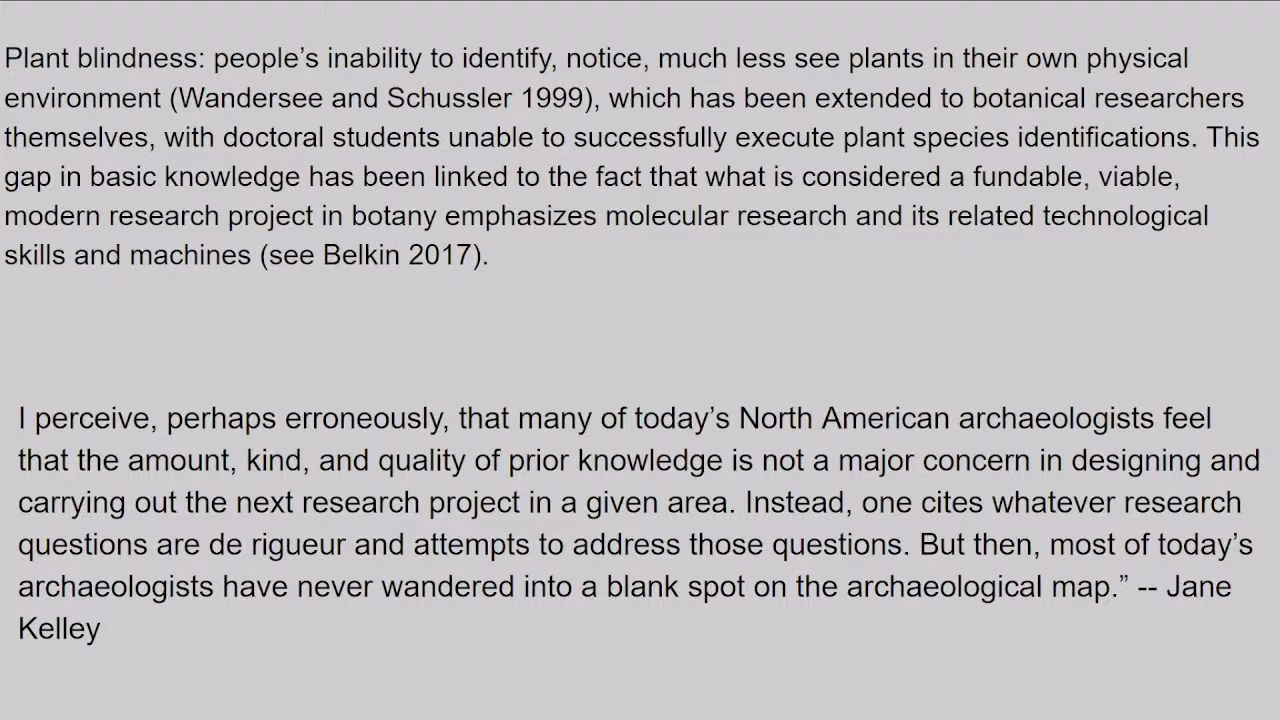 Plant blindness: people’s inability to identify, notice, much less see plants in their own physical
environment (Wandersee and Schussler 1999), which has been extended to botanical researchers
themselves, with doctoral students unable to successfully execute plant species identifications. This
gap in basic knowledge has been linked to the fact that what is considered a fundable, viable,
modern research project in botany emphasizes molecular research and its related technological
skills and machines (see Belkin 2017).
I perceive, perhaps erroneously, that many of today’s North American archaeologists feel
that the amount, kind, and quality of prior knowledge is not a major concern in designing and
carrying out the next research project in a given area. Instead, one cites whatever research
questions are de rigueur and attempts to address those questions. But then, most of today’s
archaeologists have never wandered into a blank spot on the archaeological map.” -- Jane
Kelley